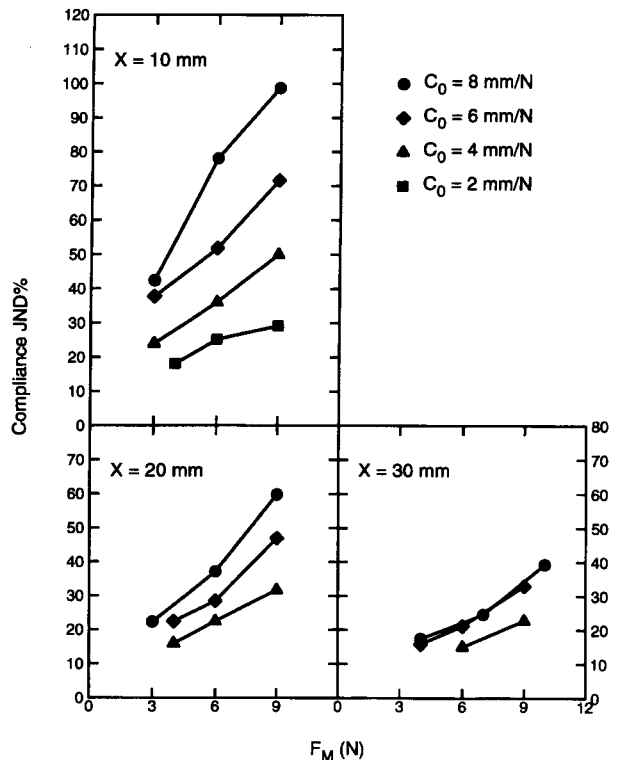 120
110
100
90
80
70
60
50
40
30
20
10
0
X = 10 mm
C₀ = 8 mm/N
C₀ = 6 mm/N
C₀ = 4 mm/N
C₀ = 2 mm/N
Compliance JND%
X = 20 mm
70
60
50
40
30
20
10
0
0 3 6 9
X = 30 mm
80
70
60
50
40
30
20
10
0
0 3 6 9 12
F_M (N)